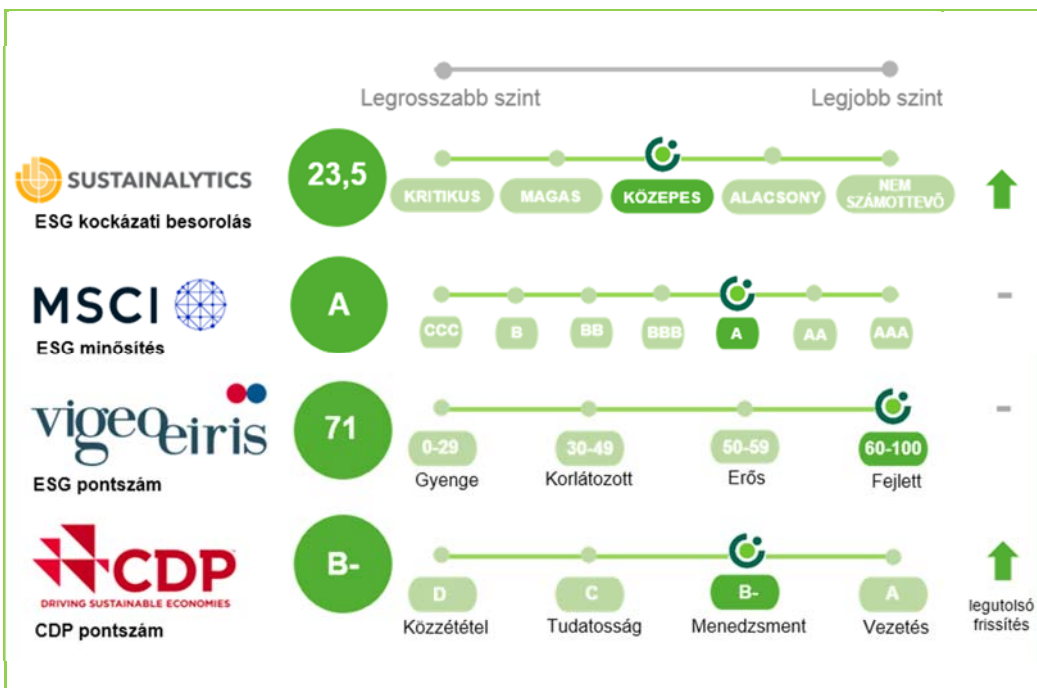 Legrosszabb szint
Legjobb szint
SUSTAINALYTICS
ESG kockázati besorolás
23,5
KRITIKUS
MAGAS
KÖZEPES
ALACSONY
NEM
SZÁMOTTEVŐ
MSCI
ESG minősítés
A
CCC
B
BB
BBB
A
AA
AAA
-
vigeoeiris
ESG pontszám
71
0-29
30-49
50-59
60-100
Gyenge
Korlátozott
Erős
Fejlett
-
CDP
DRIVING SUSTAINABLE ECONOMIES
CDP pontszám
B-
D
C
B-
A
Közzététel
Tudatosság
Menedzsment
Vezetés
legutolsó
frissítés